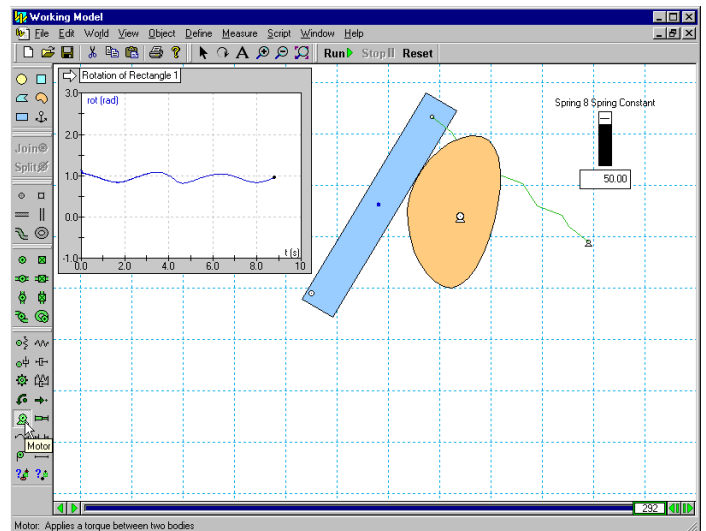 Working Model
File Edit World View Object Define Measure Script Window Help
A Run Stop Reset
Rotation of Rectangle 1
rot (rad)
3.0
2.0
1.0
0.0
-1.0
t (s)
0.0 2.0 4.0 6.0 8.0 10
Spring 8 Spring Constant
50.00
Join
Split
Motor
292
Motor: Applies a torque between two bodies